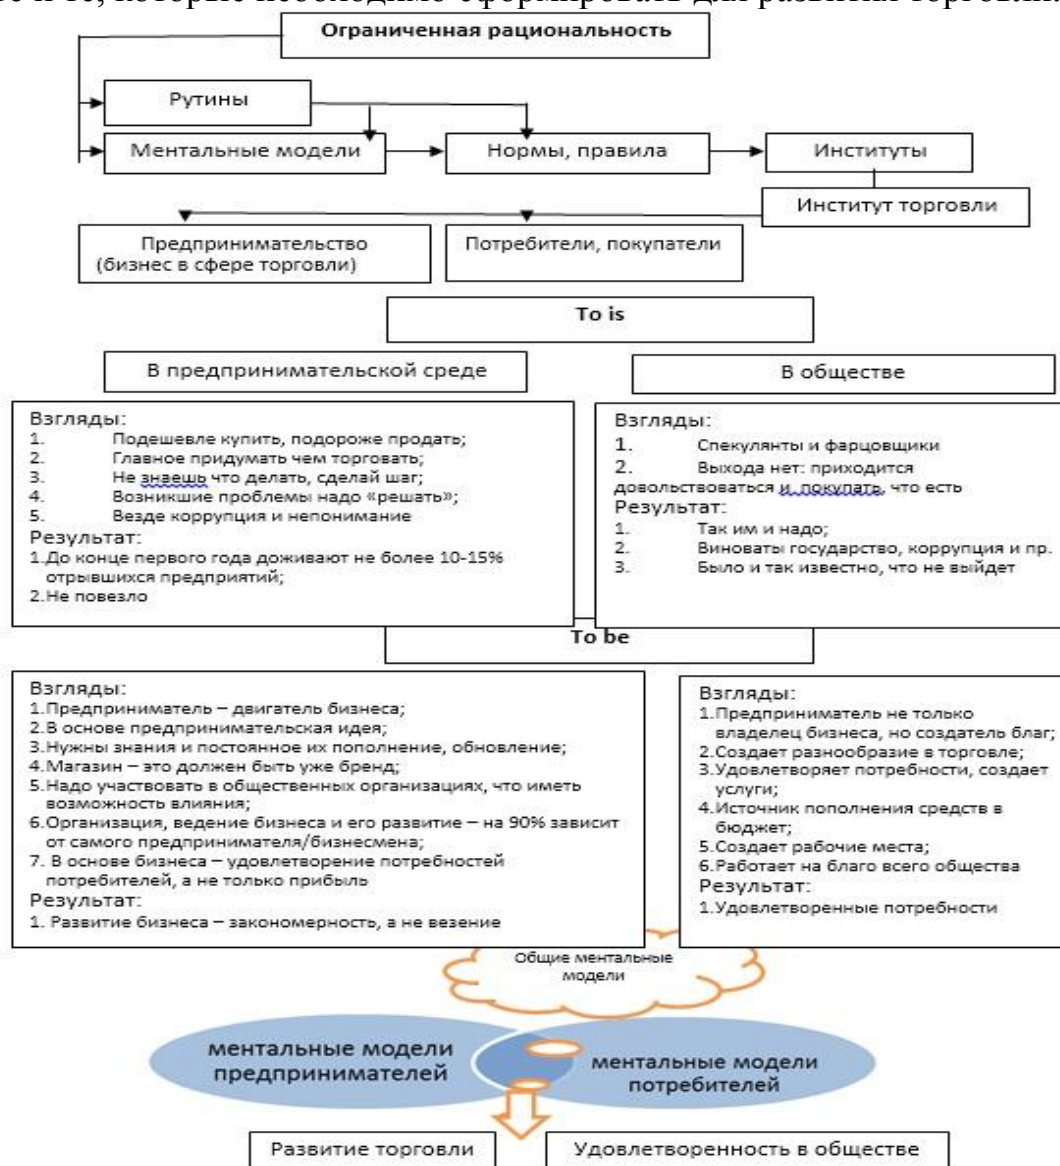 Ограниченная рациональность
Рутины
Ментальные модели
Нормы, правила
Институты
Институт торговли
Предпринимательство
(бизнес в сфере торговли)
Потребители, покупатели
To is
В предпринимательской среде
В обществе
Взгляды:
1. Подешевле купить, подороже продать;
2. Главное придумать чем торговать;
3. Не знаешь что делать, сделай шаг;
4. Возникшие проблемы надо «решать»;
5. Везде коррупция и непонимание
Результат:
1.До конце первого года доживают не более 10-15%
отрывшихся предприятий;
2.Не повезло
Взгляды:
1. Спекулянты и фарцовщики
2. Выхода нет: приходится
довольствоваться и покупать, что есть
Результат:
1. Так им и надо;
2. Виноваты государство, коррупция и пр.
3. Было и так известно, что не выйдет
To be
Взгляды:
1.Предприниматель – двигатель бизнеса;
2.В основе предпринимательская идея;
3.Нужны знания и постоянное их пополнение, обновление;
4.Магазин – это должен быть уже бренд;
5.Надо участвовать в общественных организациях, что иметь
возможность влияния;
6.Организация, ведение бизнеса и его развитие – на 90% зависит
от самого предпринимателя/бизнесмена;
7. В основе бизнеса – удовлетворение потребностей
потребителей, а не только прибыль
Результат:
1. Развитие бизнеса – закономерность, а не везение
Взгляды:
1.Предприниматель не только
владелец бизнеса, но создатель благ;
2.Создает разнообразие в торговле;
3.Удовлетворяет потребности, создает
услуги;
4.Источник пополнения средств в
бюджет;
5.Создает рабочие места;
6.Работает на благо всего общества
Результат:
1.Удовлетворенные потребности
Общие ментальные
модели
ментальные модели
предпринимателей
ментальные модели
потребителей
Развитие торговли
Удовлетворенность в обществе